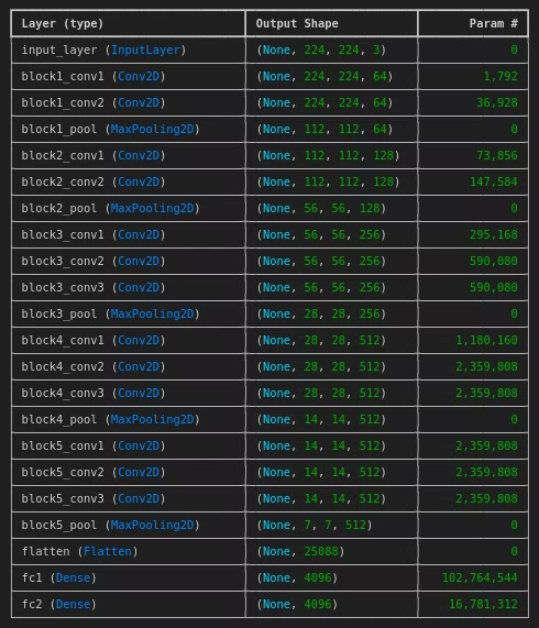 Layer (type) Output Shape Param #
input_layer (InputLayer) (None, 224, 224, 3) 0
block1_conv1 (Conv2D) (None, 224, 224, 64) 1,792
block1_conv2 (Conv2D) (None, 224, 224, 64) 36,928
block1_pool (MaxPooling2D) (None, 112, 112, 64) 0
block2_conv1 (Conv2D) (None, 112, 112, 128) 73,856
block2_conv2 (Conv2D) (None, 112, 112, 128) 147,584
block2_pool (MaxPooling2D) (None, 56, 56, 128) 0
block3_conv1 (Conv2D) (None, 56, 56, 256) 295,168
block3_conv2 (Conv2D) (None, 56, 56, 256) 590,080
block3_conv3 (Conv2D) (None, 56, 56, 256) 590,080
block3_pool (MaxPooling2D) (None, 28, 28, 256) 0
block4_conv1 (Conv2D) (None, 28, 28, 512) 1,180,160
block4_conv2 (Conv2D) (None, 28, 28, 512) 2,359,808
block4_conv3 (Conv2D) (None, 28, 28, 512) 2,359,808
block4_pool (MaxPooling2D) (None, 14, 14, 512) 0
block5_conv1 (Conv2D) (None, 14, 14, 512) 2,359,808
block5_conv2 (Conv2D) (None, 14, 14, 512) 2,359,808
block5_conv3 (Conv2D) (None, 14, 14, 512) 2,359,808
block5_pool (MaxPooling2D) (None, 7, 7, 512) 0
flatten (Flatten) (None, 25088) 0
fc1 (Dense) (None, 4096) 102,764,544
fc2 (Dense) (None, 4096) 16,781,312